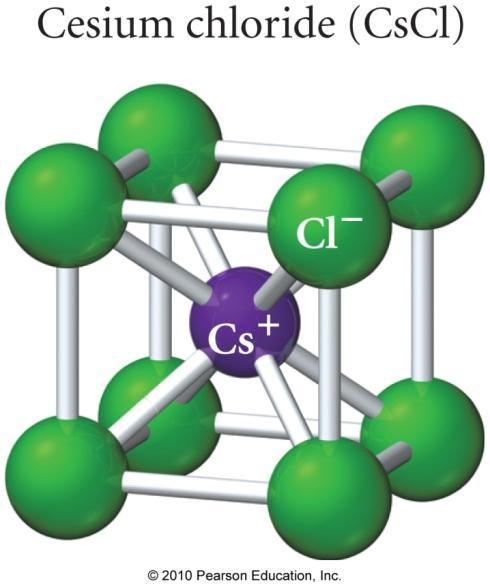 Cesium chloride (CsCl)
Cl⁻
Cs⁺
© 2010 Pearson Education, Inc.